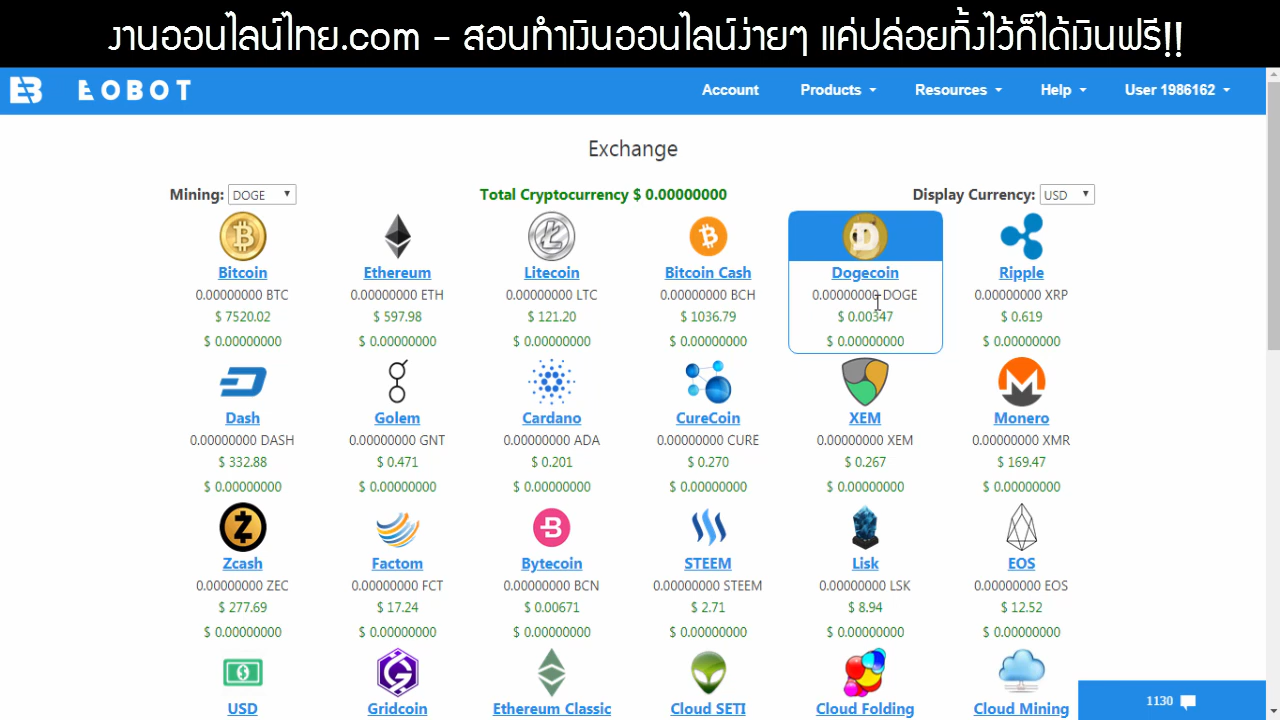 งานออนไลน์ไทย.com - สอนทำเงินออนไลน์ง่ายๆ แค่ปล่อยทิ้งไว้ก็ได้เงินฟรี!!
EOBOT Account Products Resources Help User 1986162
Exchange
Mining: DOGE Total Cryptocurrency $ 0.00000000 Display Currency: USD
Bitcoin Ethereum Litecoin Bitcoin Cash Dogecoin Ripple
0.00000000 BTC 0.00000000 ETH 0.00000000 LTC 0.00000000 BCH 0.00000000 DOGE 0.00000000 XRP
$ 7520.02 $ 597.98 $ 121.20 $ 1036.79 $ 0.00347 $ 0.619
$ 0.00000000 $ 0.00000000 $ 0.00000000 $ 0.00000000 $ 0.00000000 $ 0.00000000
Dash Golem Cardano CureCoin XEM Monero
0.00000000 DASH 0.00000000 GNT 0.00000000 ADA 0.00000000 CURE 0.00000000 XEM 0.00000000 XMR
$ 332.88 $ 0.471 $ 0.201 $ 0.270 $ 0.267 $ 169.47
$ 0.00000000 $ 0.00000000 $ 0.00000000 $ 0.00000000 $ 0.00000000 $ 0.00000000
Zcash Factom Bytecoin STEEM Lisk EOS
0.00000000 ZEC 0.00000000 FCT 0.00000000 BCN 0.00000000 STEEM 0.00000000 LSK 0.00000000 EOS
$ 277.69 $ 17.24 $ 0.00671 $ 2.71 $ 8.94 $ 12.52
$ 0.00000000 $ 0.00000000 $ 0.00000000 $ 0.00000000 $ 0.00000000 $ 0.00000000
USD Gridcoin Ethereum Classic Cloud SETI Cloud Folding Cloud Mining
1130